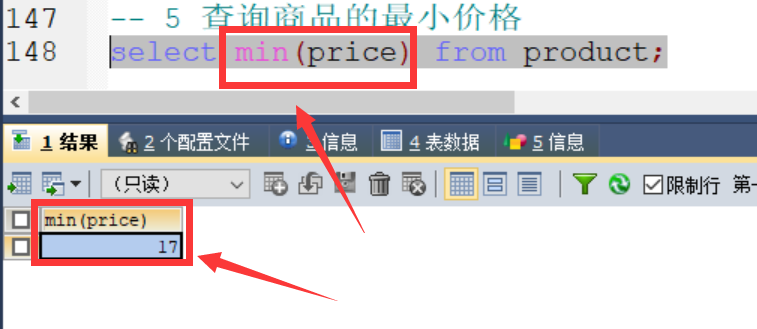 147 -- 5 查询商品的最小价格
148 select min(price) from product;
1 结果 2 个配置文件 信息 4 表数据 5 信息
(只读) 限制行 第一
min(price)
17